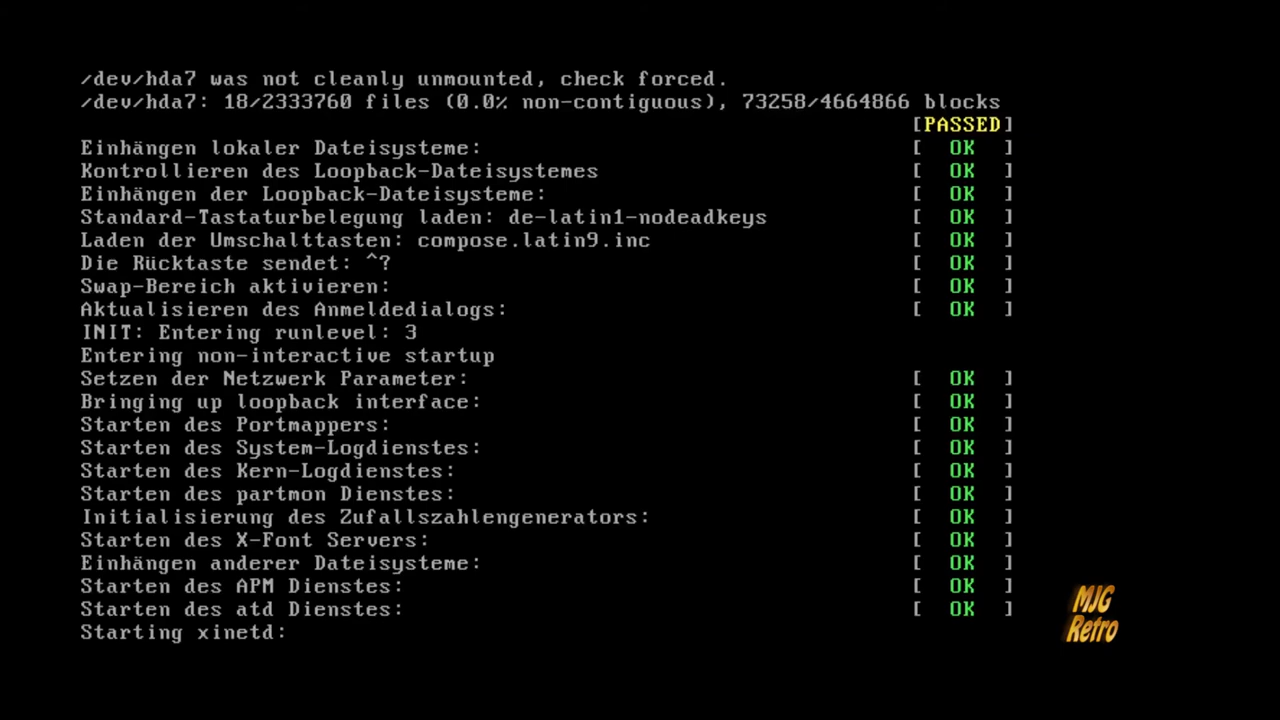 /dev/hda7 was not cleanly unmounted, check forced.
/dev/hda7: 18/2333760 files (0.0% non-contiguous), 73258/4664866 blocks
[PASSED]
Einhängen lokaler Dateisysteme: [ OK ]
Kontrollieren des Loopback-Dateisystemes [ OK ]
Einhängen der Loopback-Dateisysteme: [ OK ]
Standard-Tastaturbelegung laden: de-latin1-nodeadkeys [ OK ]
Laden der Umschalttasten: compose.latin9.inc [ OK ]
Die Rücktaste sendet: ^? [ OK ]
Swap-Bereich aktivieren: [ OK ]
Aktualisieren des Anmeldedialogs: [ OK ]
INIT: Entering runlevel: 3
Entering non-interactive startup
Setzen der Netzwerk Parameter: [ OK ]
Bringing up loopback interface: [ OK ]
Starten des Portmappers: [ OK ]
Starten des System-Logdienstes: [ OK ]
Starten des Kern-Logdienstes: [ OK ]
Starten des partmon Dienstes: [ OK ]
Initialisierung des Zufallszahlengenerators: [ OK ]
Starten des X-Font Servers: [ OK ]
Einhängen anderer Dateisysteme: [ OK ]
Starten des APM Dienstes: [ OK ]
Starten des atd Dienstes: [ OK ]
Starting xinetd:
MJG
Retro